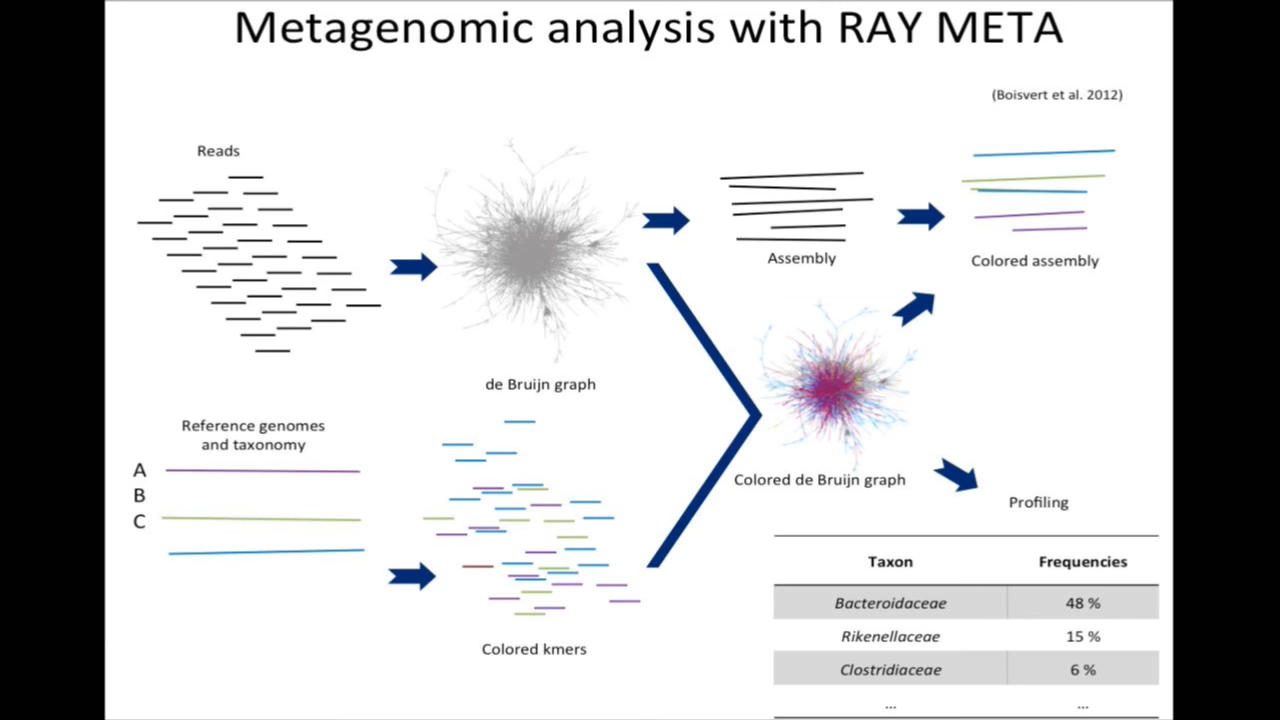 Metagenomic analysis with RAY META
(Boisvert et al. 2012)
Reads
de Bruijn graph
Assembly
Colored assembly
Reference genomes
and taxonomy
A
B
C
Colored kmers
Colored de Bruijn graph
Profiling
Taxon Frequencies
Bacteroidaceae 48 %
Rikenellaceae 15 %
Clostridiaceae 6 %
... ...